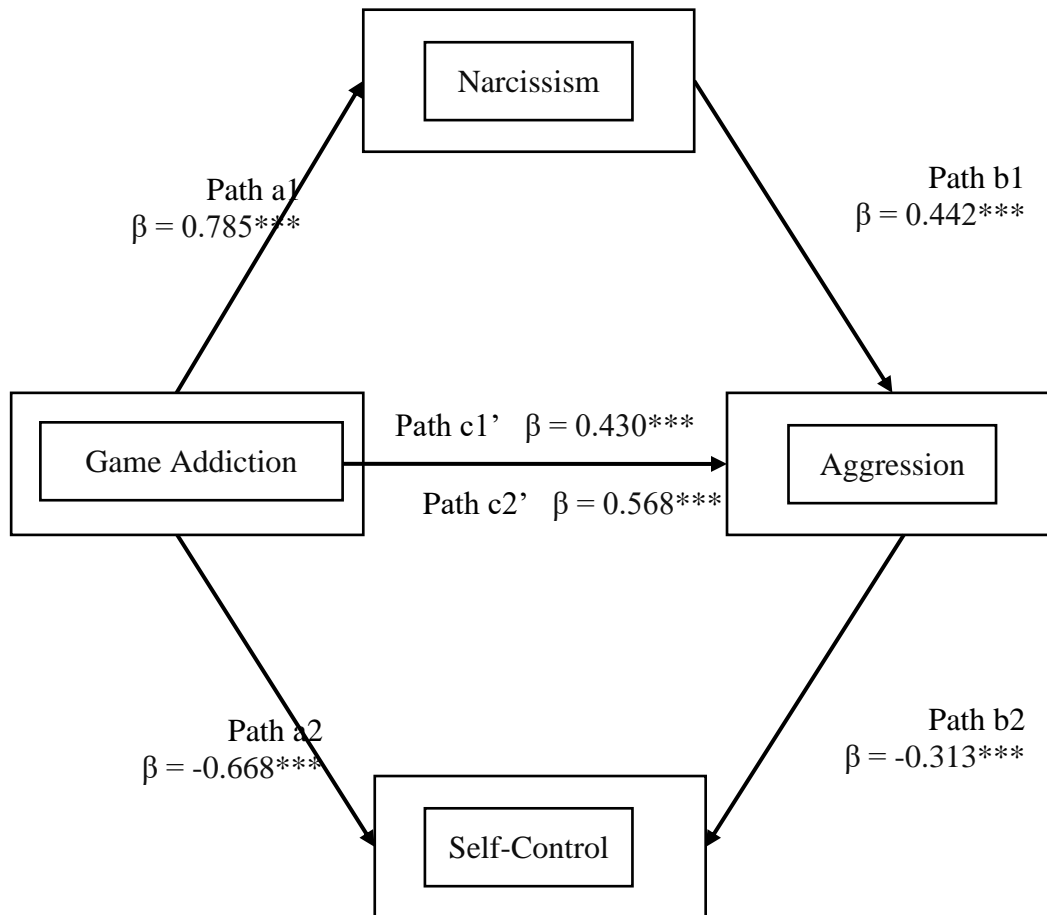 Narcissism
Path a1
β = 0.785***
Path b1
β = 0.442***
Path c1’ β = 0.430***
Game Addiction
Aggression
Path c2’ β = 0.568***
Path a2
β = -0.668***
Path b2
β = -0.313***
Self-Control